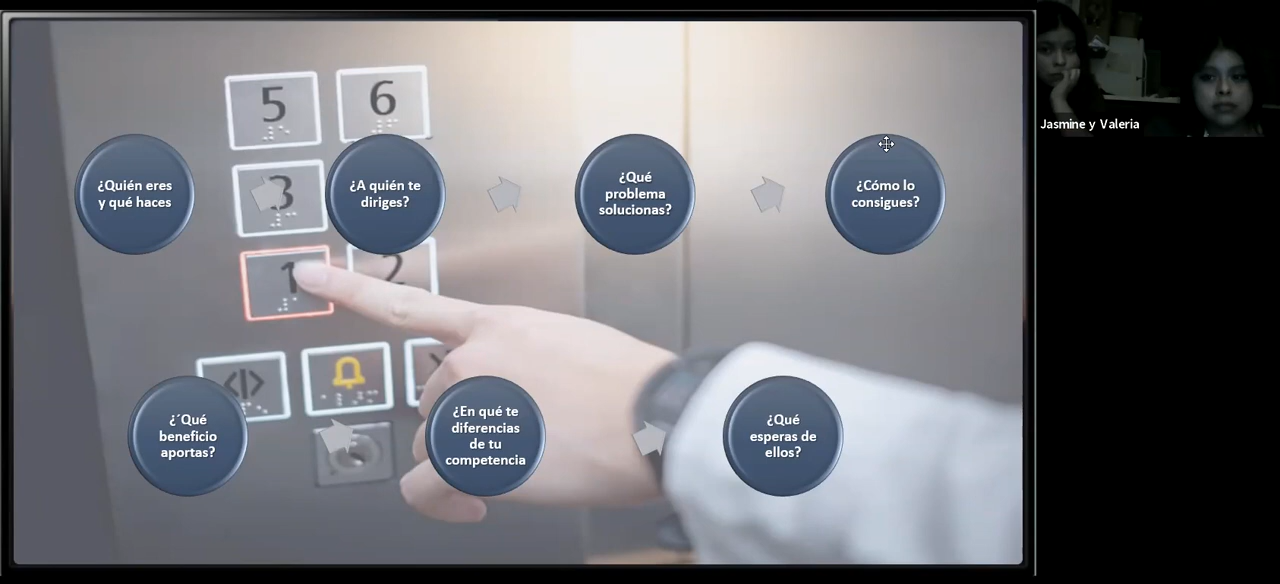 5
6
3
1
2
¿Quién eres
y qué haces
¿A quién te
diriges?
¿Qué
problema
solucionas?
¿Cómo lo
consigues?
¿´Qué
beneficio
aportas?
¿En qué te
diferencias
de tu
competencia
¿Qué
esperas de
ellos?
Jasmine y Valeria